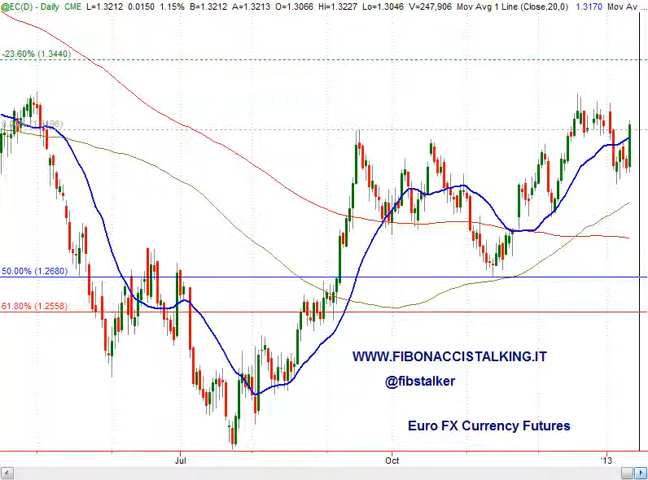 @EC(D) - Daily CME L=1.3212 0.0150 1.15% B=1.3212 A=1.3213 O=1.3066 Hi=1.3227 Lo=1.3046 V=247,906 Mov Avg 1 Line (Close,20,0) 1.3170 Mov Av ...
-23.60% (1.3440)
50.00% (1.2680)
61.80% (1.2558)
WWW.FIBONACCISTALKING.IT
@fibstalker
Euro FX Currency Futures
Jul Oct '13